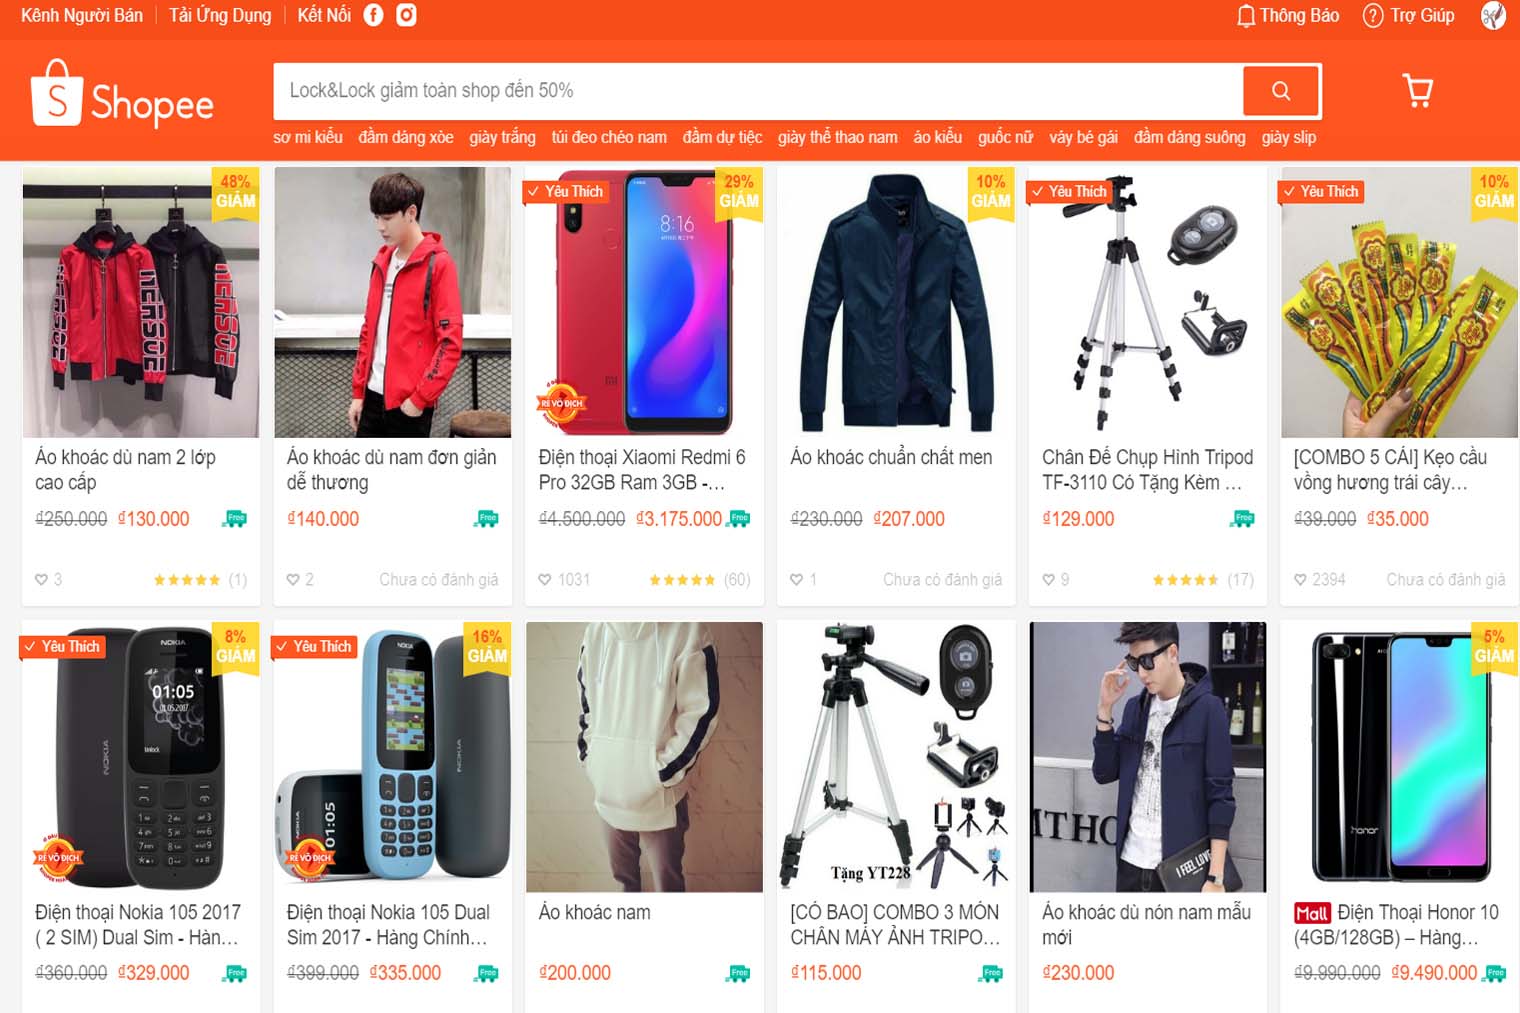 Kênh Người Bán Tải Ứng Dụng Kết Nối
Thông Báo Trợ Giúp
Shopee
Lock&Lock giảm toàn shop đến 50%
sơ mi kiểu đầm dáng xòe giày trắng túi đeo chéo nam đầm dự tiệc giày thể thao nam áo kiểu guốc nữ váy bé gái đầm dáng suông giày slip
48%
GIẢM
Áo khoác dù nam 2 lớp
cao cấp
₫250.000 ₫130.000
Free
3 (1)
Áo khoác dù nam đơn giản
dễ thương
₫140.000
Free
2 Chưa có đánh giá
Yêu Thích
29%
GIẢM
8:16
RẺ VÔ ĐỊCH
Điện thoại Xiaomi Redmi 6
Pro 32GB Ram 3GB -...
₫4.500.000 ₫3.175.000
Free
1031 (60)
10%
GIẢM
Áo khoác chuẩn chất men
₫230.000 ₫207.000
1 Chưa có đánh giá
Yêu Thích
Chân Đế Chụp Hình Tripod
TF-3110 Có Tặng Kèm ...
₫129.000
Free
9 (17)
Yêu Thích
10%
GIẢM
[COMBO 5 CÁI] Kẹo cầu
vồng hương trái cây...
₫39.000 ₫35.000
2394 Chưa có đánh giá
Yêu Thích
8%
GIẢM
NOKIA
01:05
01.05.2017
Unlock
NOKIA
RẺ VÔ ĐỊCH
Điện thoại Nokia 105 2017
( 2 SIM) Dual Sim - Hàn...
₫360.000 ₫329.000
Free
Yêu Thích
16%
GIẢM
NOKIA
NOKIA
01:05
RẺ VÔ ĐỊCH
Điện thoại Nokia 105 Dual
Sim 2017 - Hàng Chính...
₫399.000 ₫335.000
Free
Áo khoác nam
₫200.000
Free
Tặng YT228
[CÓ BAO] COMBO 3 MÓN
CHÂN MÁY ẢNH TRIPO...
₫115.000
Free
MTHO
I FEEL LOVE
Áo khoác dù nón nam mẫu
mới
₫230.000
5%
GIẢM
honor
Mall Điện Thoại Honor 10
(4GB/128GB) – Hàng...
₫9.990.000 ₫9.490.000
Free